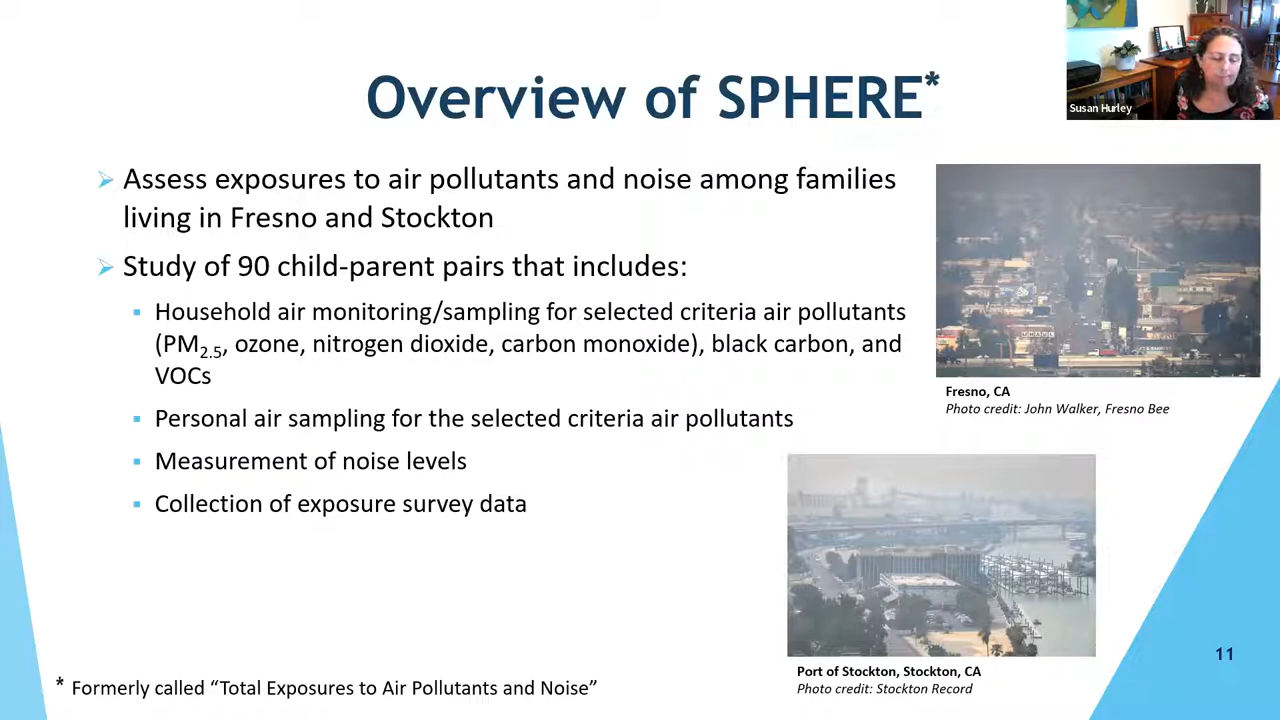 Overview of SPHERE*
Susan Hurley
Assess exposures to air pollutants and noise among families
living in Fresno and Stockton
Study of 90 child-parent pairs that includes:
Household air monitoring/sampling for selected criteria air pollutants
(PM2.5, ozone, nitrogen dioxide, carbon monoxide), black carbon, and
VOCs
Personal air sampling for the selected criteria air pollutants
Measurement of noise levels
Collection of exposure survey data
Fresno, CA
Photo credit: John Walker, Fresno Bee
Port of Stockton, Stockton, CA
Photo credit: Stockton Record
* Formerly called “Total Exposures to Air Pollutants and Noise”
11